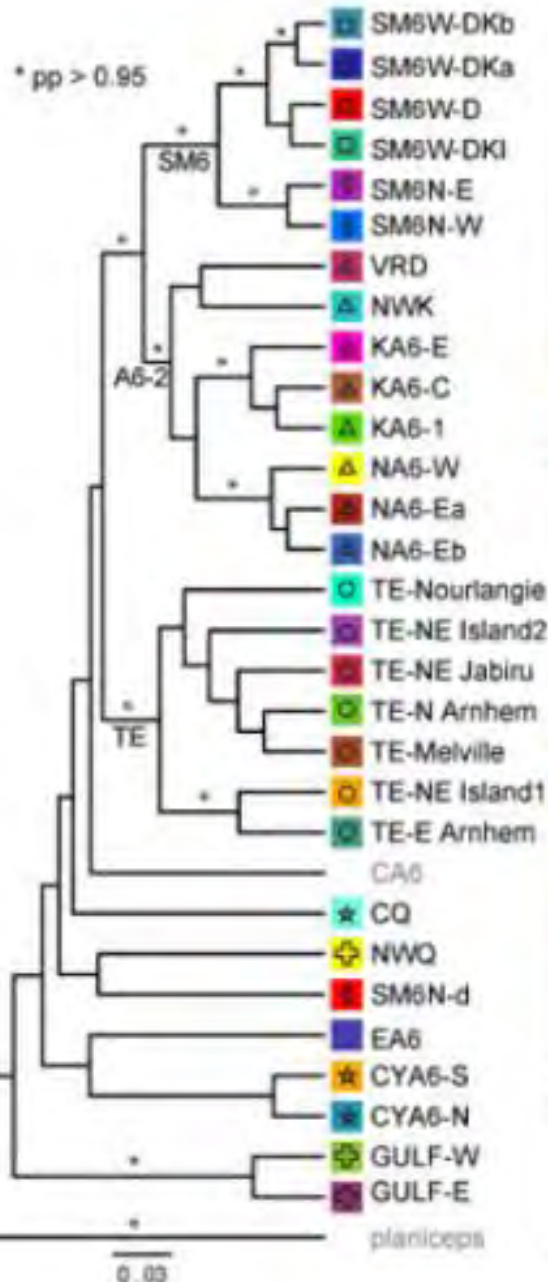 SM6W-DKb
* pp > 0.95
SM6W-DKa
SM6W-D
SM6W-DKI
SM6
SM6N-E
SM6N-W
VRD
NWK
KA6-E
A6-2
KA6-C
KA6-1
NA6-W
NA6-Ea
NA6-Eb
TE-Nourlangie
TE-NE Island2
TE-NE Jabiru
TE-N Arnhem
TE
TE-Melville
TE-NE Island1
TE-E Arnhem
CA6
CQ
NWQ
SM6N-d
EA6
CYA6-S
CYA6-N
GULF-W
GULF-E
planiceps
0.03